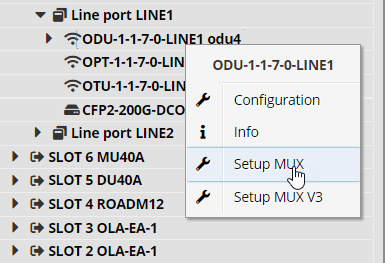 Line port LINE1
ODU-1-1-7-0-LINE1 odu4
OPT-1-1-7-0-LIN
OTU-1-1-7-0-LIN
CFP2-200G-DCO
Line port LINE2
SLOT 6 MU40A
SLOT 5 DU40A
SLOT 4 ROADM12
SLOT 3 OLA-EA-1
SLOT 2 OLA-EA-1
ODU-1-1-7-0-LINE1
Configuration
Info
Setup MUX
Setup MUX V3